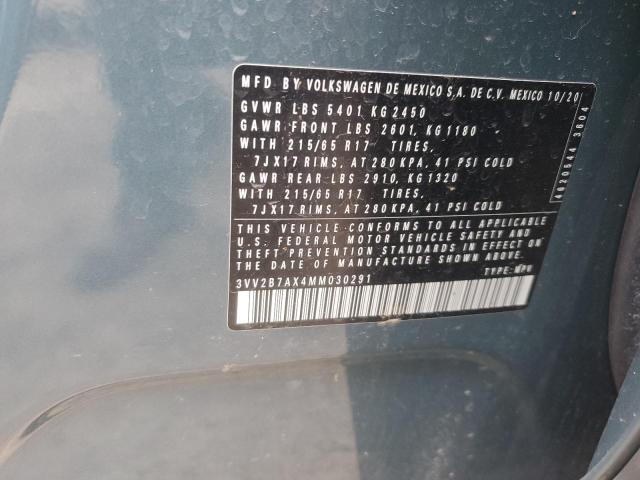 MFD BY VOLKSWAGEN DE MEXICO S.A. DE C.V. MEXICO 10/20
GVWR LBS 5401 KG 2450
GAWR FRONT LBS 2601, KG 1180
WITH 215/65 R17 TIRES,
7JX17 RIMS, AT 280 KPA, 41 PSI COLD
GAWR REAR LBS 2910, KG 1320
WITH 215/65 R17 TIRES,
7JX17 RIMS, AT 280 KPA, 41 PSI COLD
THIS VEHICLE CONFORMS TO ALL APPLICABLE
U.S. FEDERAL MOTOR VEHICLE SAFETY AND
THEFT PREVENTION STANDARDS IN EFFECT ON
THE DATE OF MANUFACTURE SHOWN ABOVE.
3VV2B7AX4MM030291 TYPE: MPV
3604